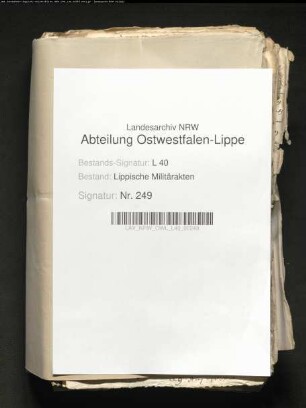 Landesarchiv NRW
Abteilung Ostwestfalen-Lippe
Bestands-Signatur: L 40
Bestand: Lippische Militärakten
Signatur: Nr. 249